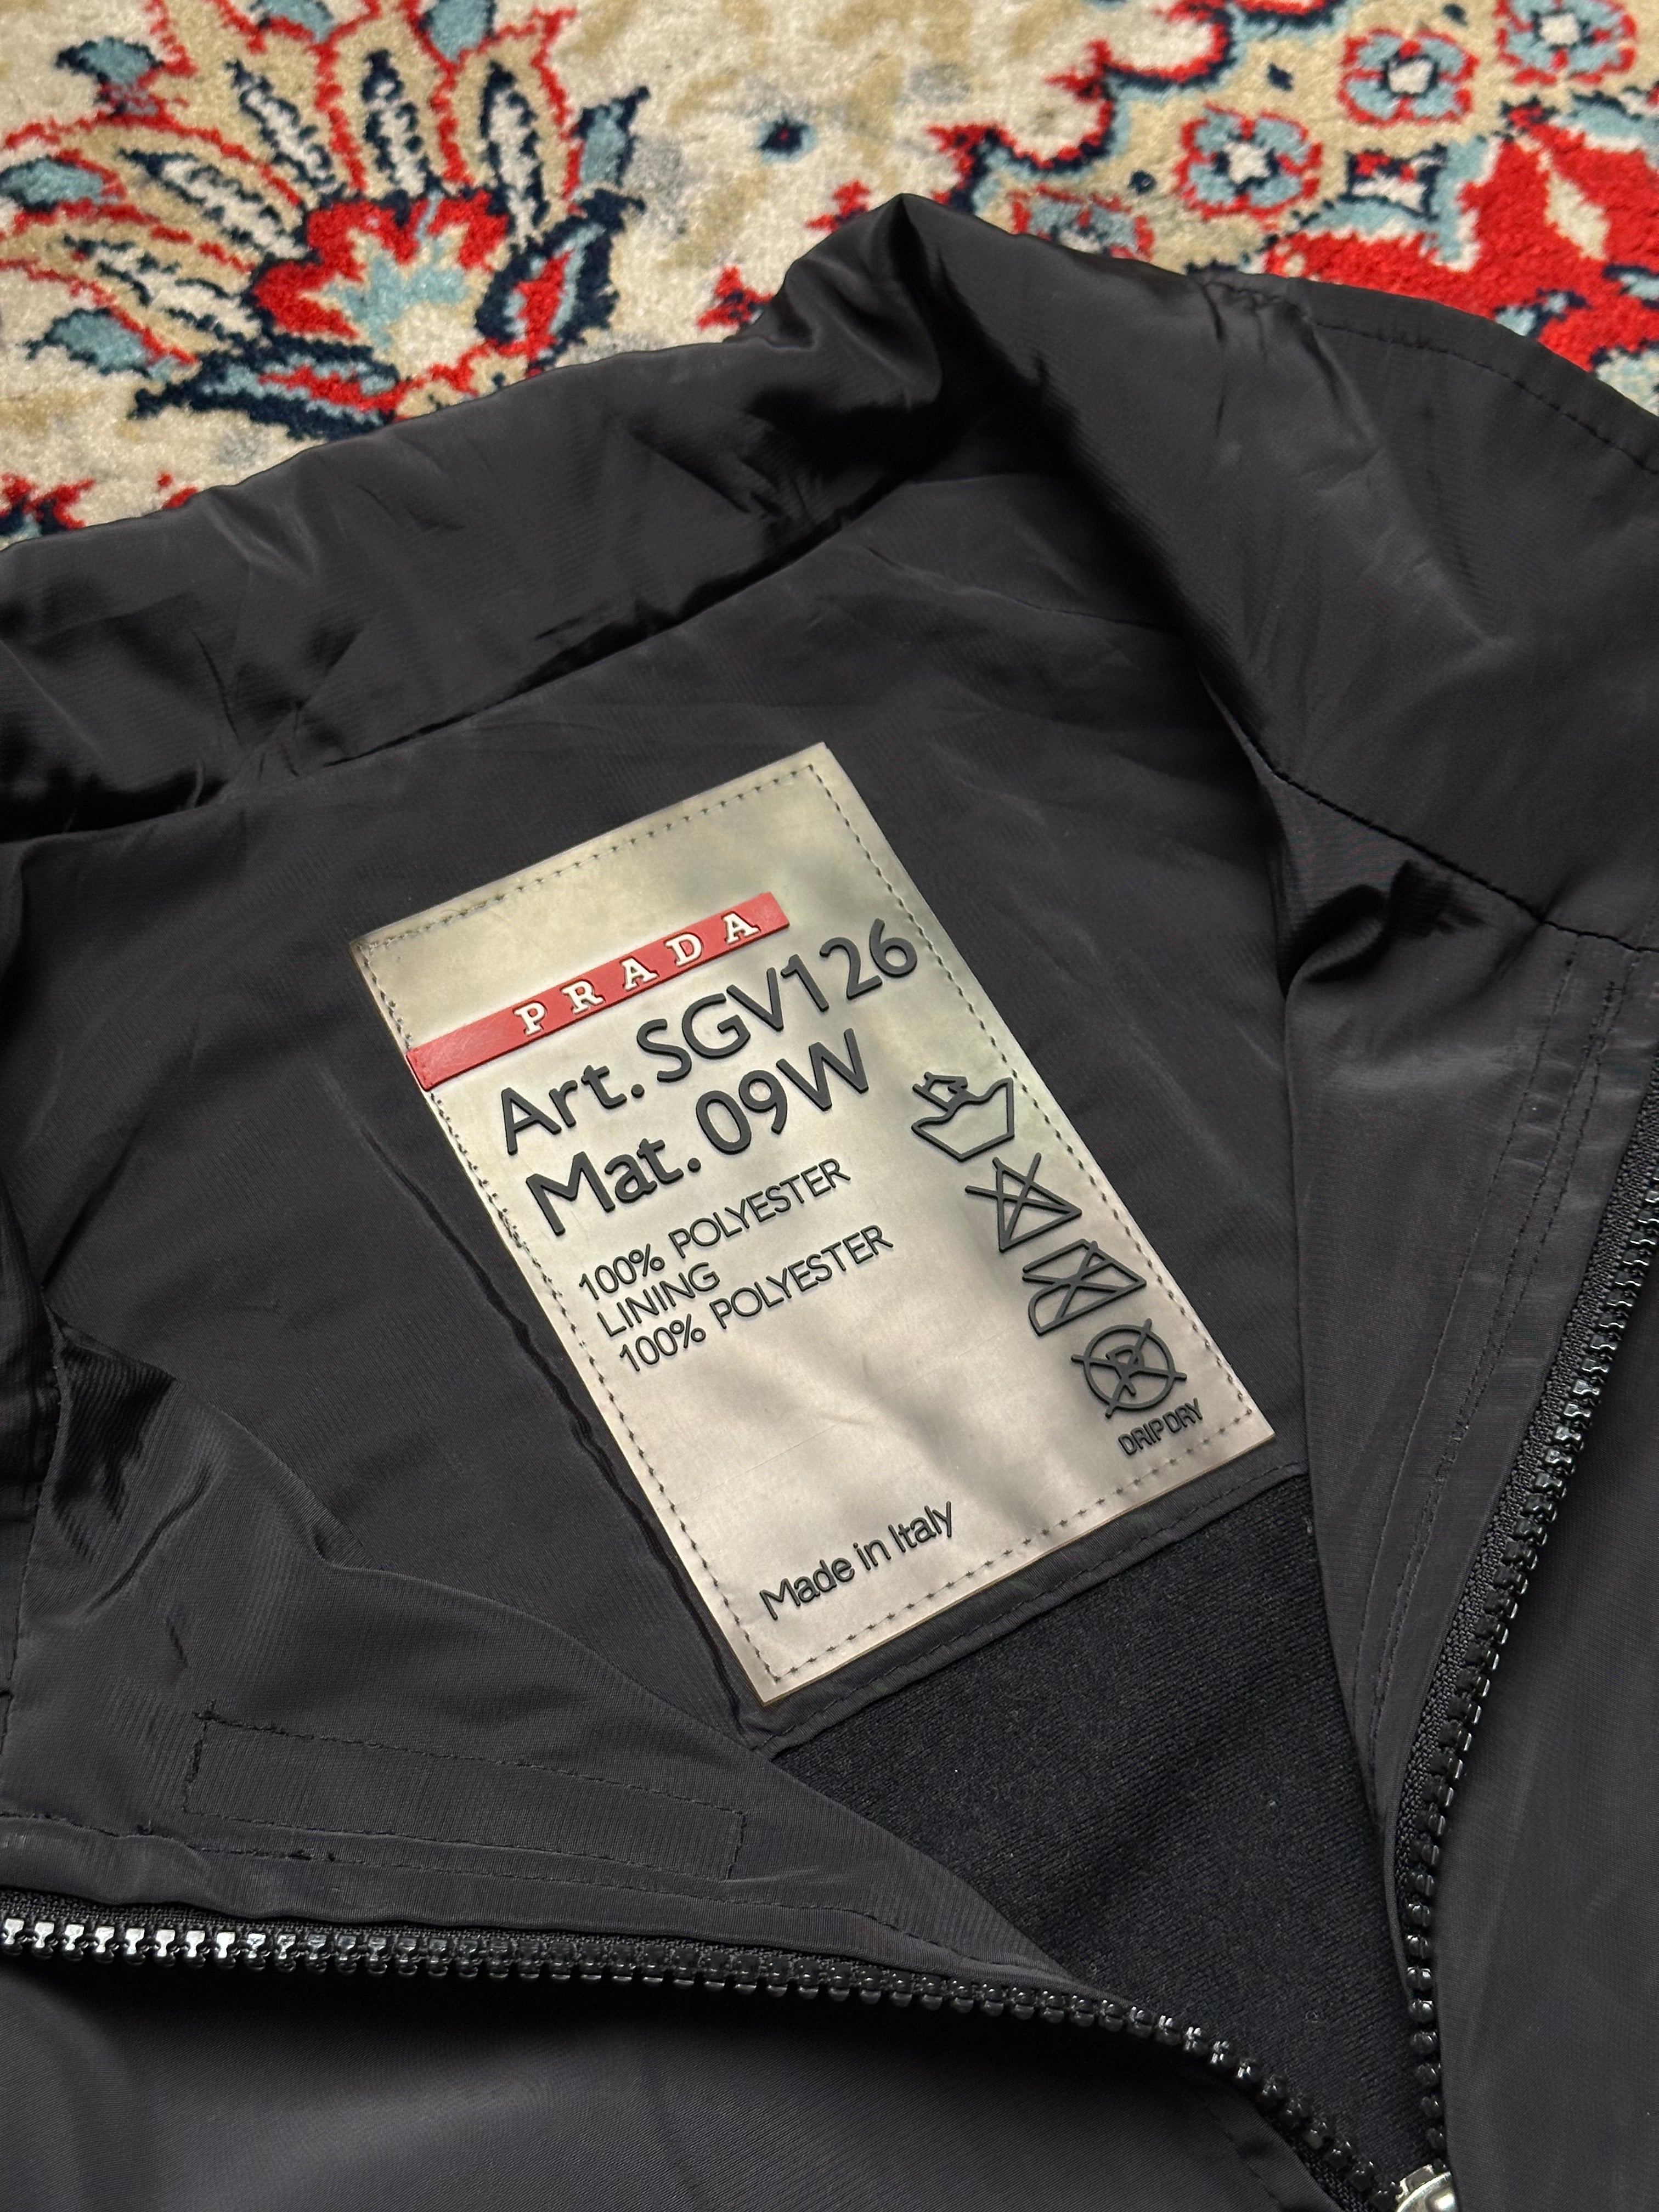 PRADA
Art. SGV126
Mat. 09W
100% POLYESTER
LINING
100% POLYESTER
R
DRIP DRY
Made in Italy